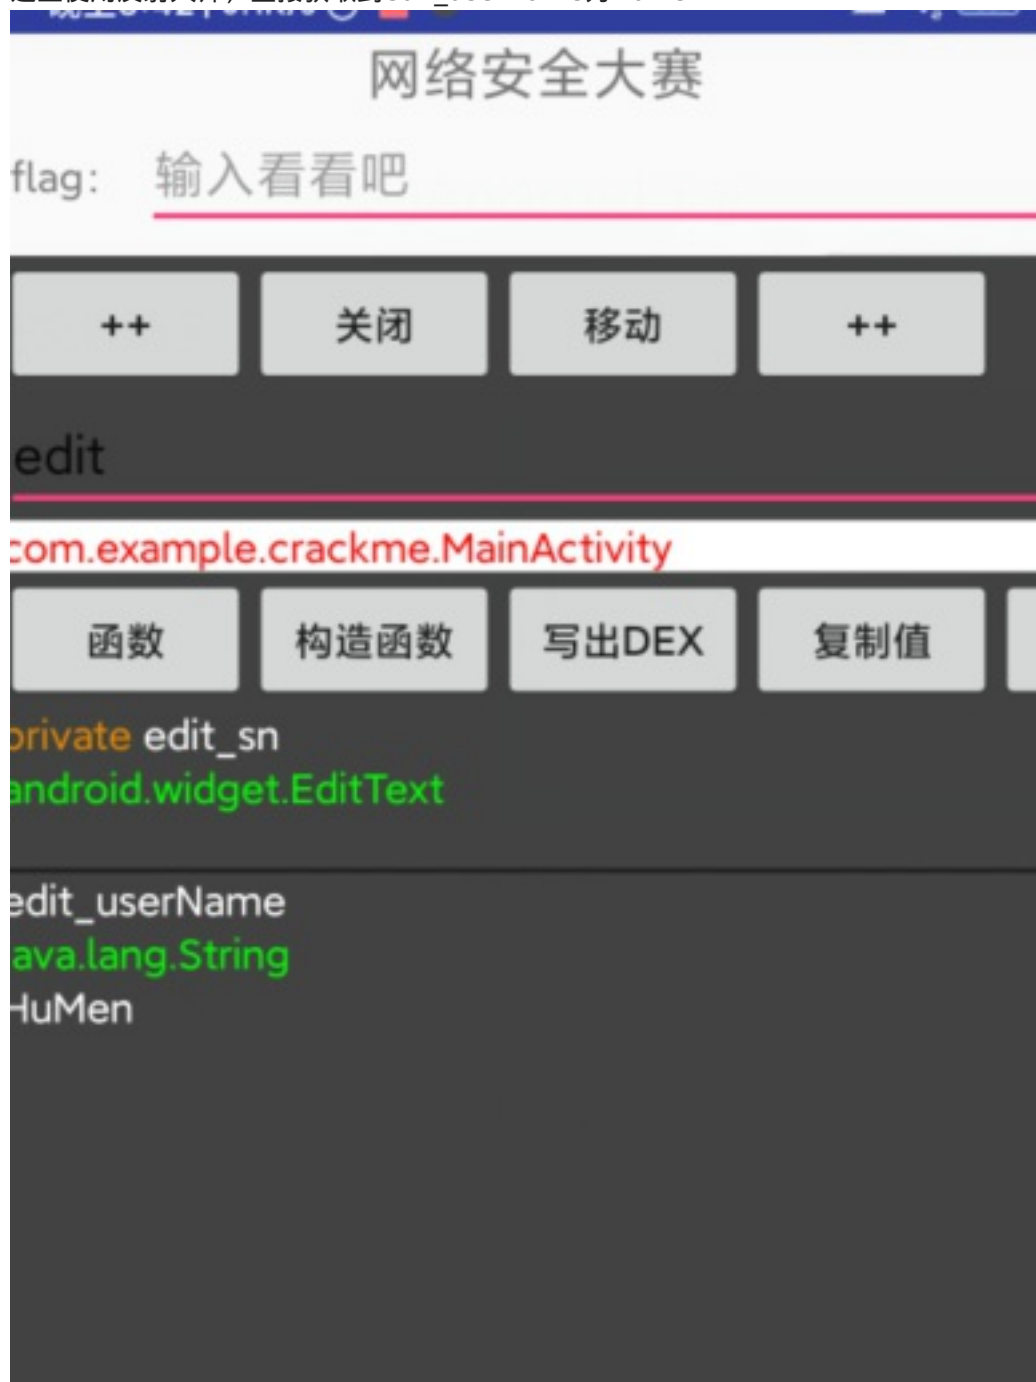 网络安全大赛
flag: 输入看看吧
++ 关闭 移动 ++
edit
com.example.crackme.MainActivity
函数 构造函数 写出DEX 复制值
private edit_sn
android.widget.EditText
edit_userName
java.lang.String
HuMen